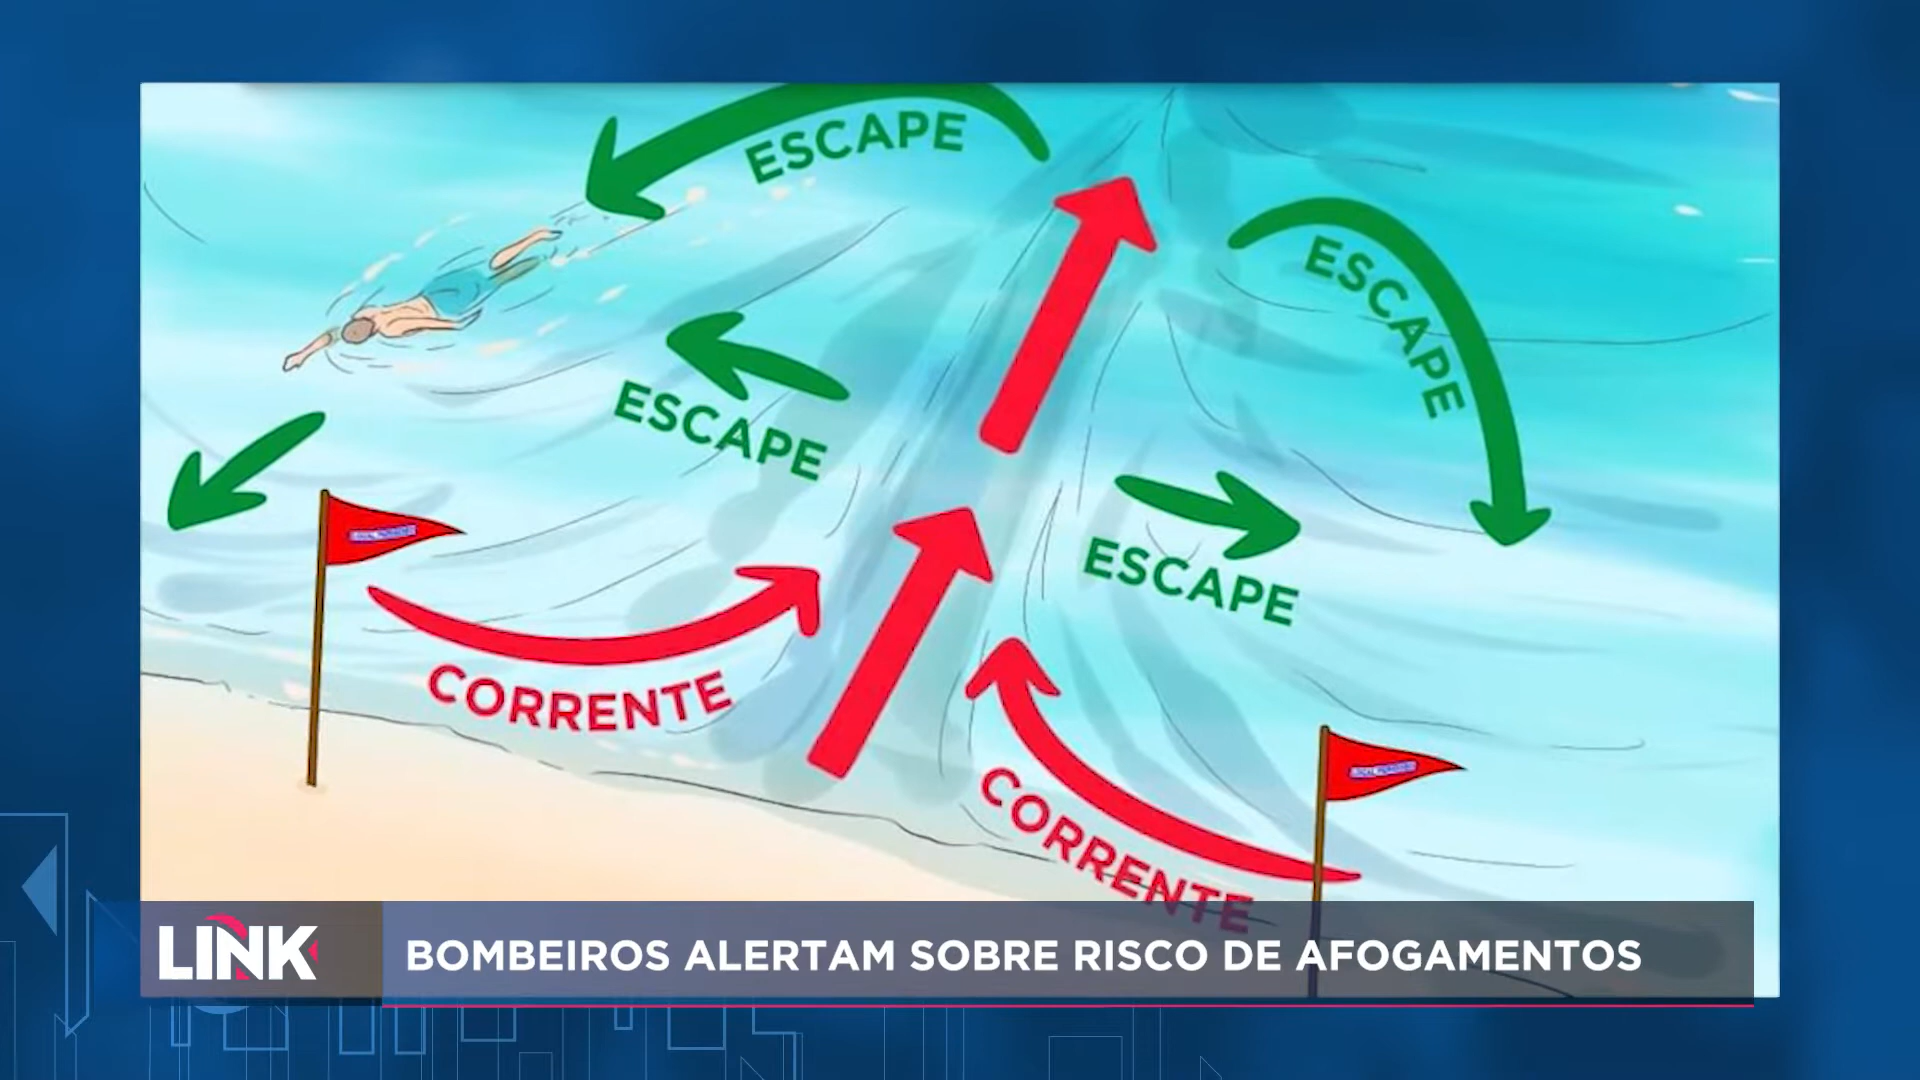 ESCAPE
ESCAPE
ESCAPE
ESCAPE
CORRENTE
CORRENTE
LINK
BOMBEIROS ALERTAM SOBRE RISCO DE AFOGAMENTOS